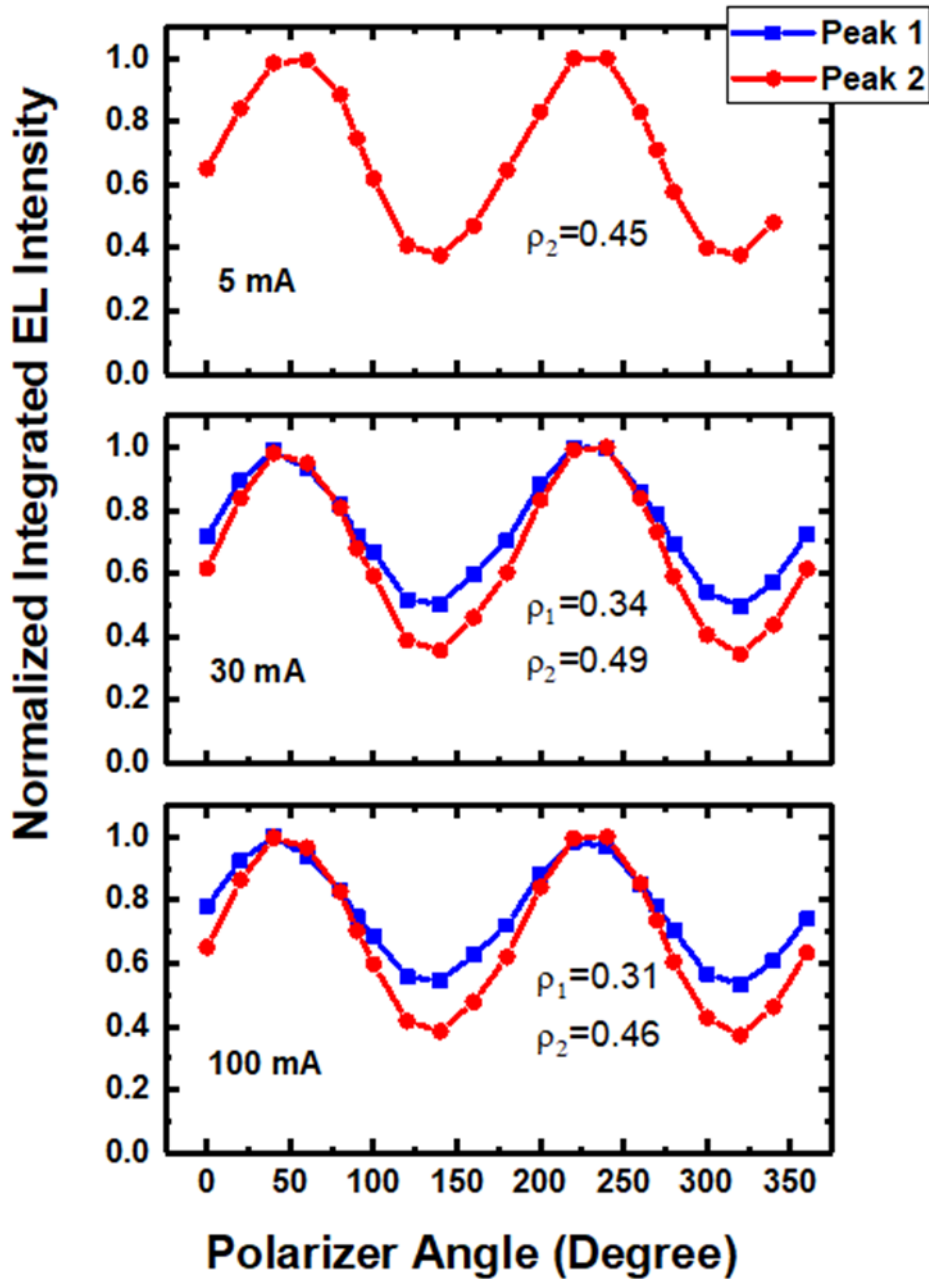 Peak 1
Peak 2
Normalized Integrated EL Intensity
1.0
0.8
0.6
0.4
0.2
0.0
ρ₂=0.45
5 mA
1.0
0.8
0.6
0.4
0.2
0.0
ρ₁=0.34
ρ₂=0.49
30 mA
1.0
0.8
0.6
0.4
0.2
0.0
ρ₁=0.31
ρ₂=0.46
100 mA
0 50 100 150 200 250 300 350
Polarizer Angle (Degree)